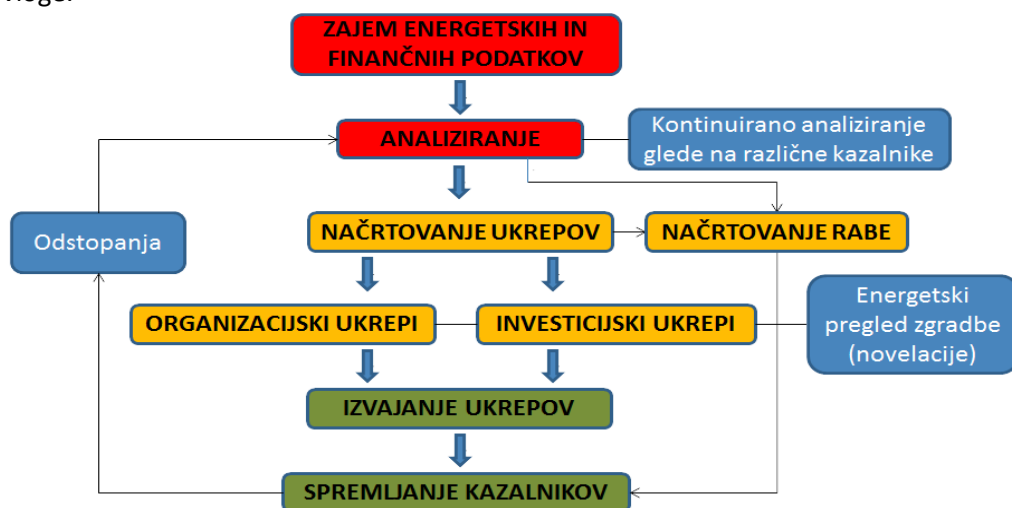 ZAJEM ENERGETSKIH IN
FINANČNIH PODATKOV
ANALIZIRANJE
Kontinuirano analiziranje
glede na različne kazalnike
NAČRTOVANJE UKREPOV
NAČRTOVANJE RABE
Odstopanja
ORGANIZACIJSKI UKREPI
INVESTICIJSKI UKREPI
Energetski
pregled zgradbe
(novelacije)
IZVAJANJE UKREPOV
SPREMLJANJE KAZALNIKOV